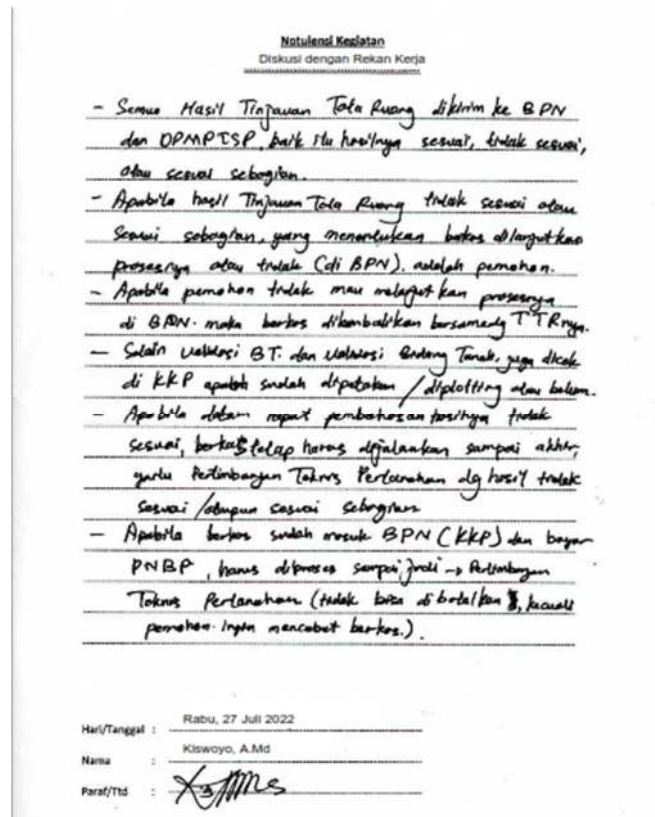 Notulensi Kegiatan
Diskusi dengan Rekan Kerja
- Semua Hasil Tinjauan Tata Ruang dikirim ke BPN
dan DPMPTSP, baik itu hasilnya sesuai, tidak sesuai,
atau sesuai sebagian.
- Apabila hasil Tinjauan Tata Ruang tidak sesuai atau
sesuai sebagian, yang menentukan berkas dilanjutkan
prosesnya atau tidak (di BPN). adalah pemohon.
- Apabila pemohon tidak mau melanjutkan prosesnya
di BPN. maka berkas dikembalikan bersama dg TTRnya.
- Selain Validasi BT. dan Validasi Bidang Tanah, juga dicek
di KKP apakah sudah dipetakan / diplotting atau belum.
- Apabila dalam rapat pembahasan hasilnya tidak
sesuai, berkas tetap harus dijalankan sampai akhir,
yaitu Pertimbangan Teknis Pertanahan dg hasil tidak
sesuai / ataupun sesuai sebagian
- Apabila berkas sudah masuk BPN (KKP) dan bayar
PNBP, harus diproses sampai jadi -> Pertimbangan
Teknis Pertanahan (tidak bisa dibatalkan, kecuali
pemohon ingin mencabut berkas.).
Hari/Tanggal : Rabu, 27 Juli 2022
Nama : Kiswoyo, A.Md
Paraf/Ttd :